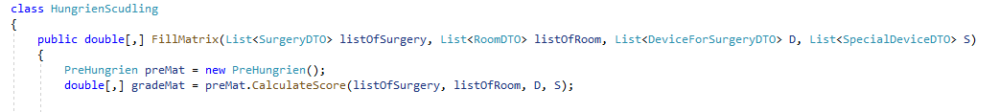 class HungrienScudling
{
public double[,] FillMatrix(List<SurgeryDTO> listOfSurgery, List<RoomDTO> listOfRoom, List<DeviceForSurgeryDTO> D, List<SpecialDeviceDTO> S)
{
PreHungrien preMat = new PreHungrien();
double[,] gradeMat = preMat.CalculateScore(listOfSurgery, listOfRoom, D, S);